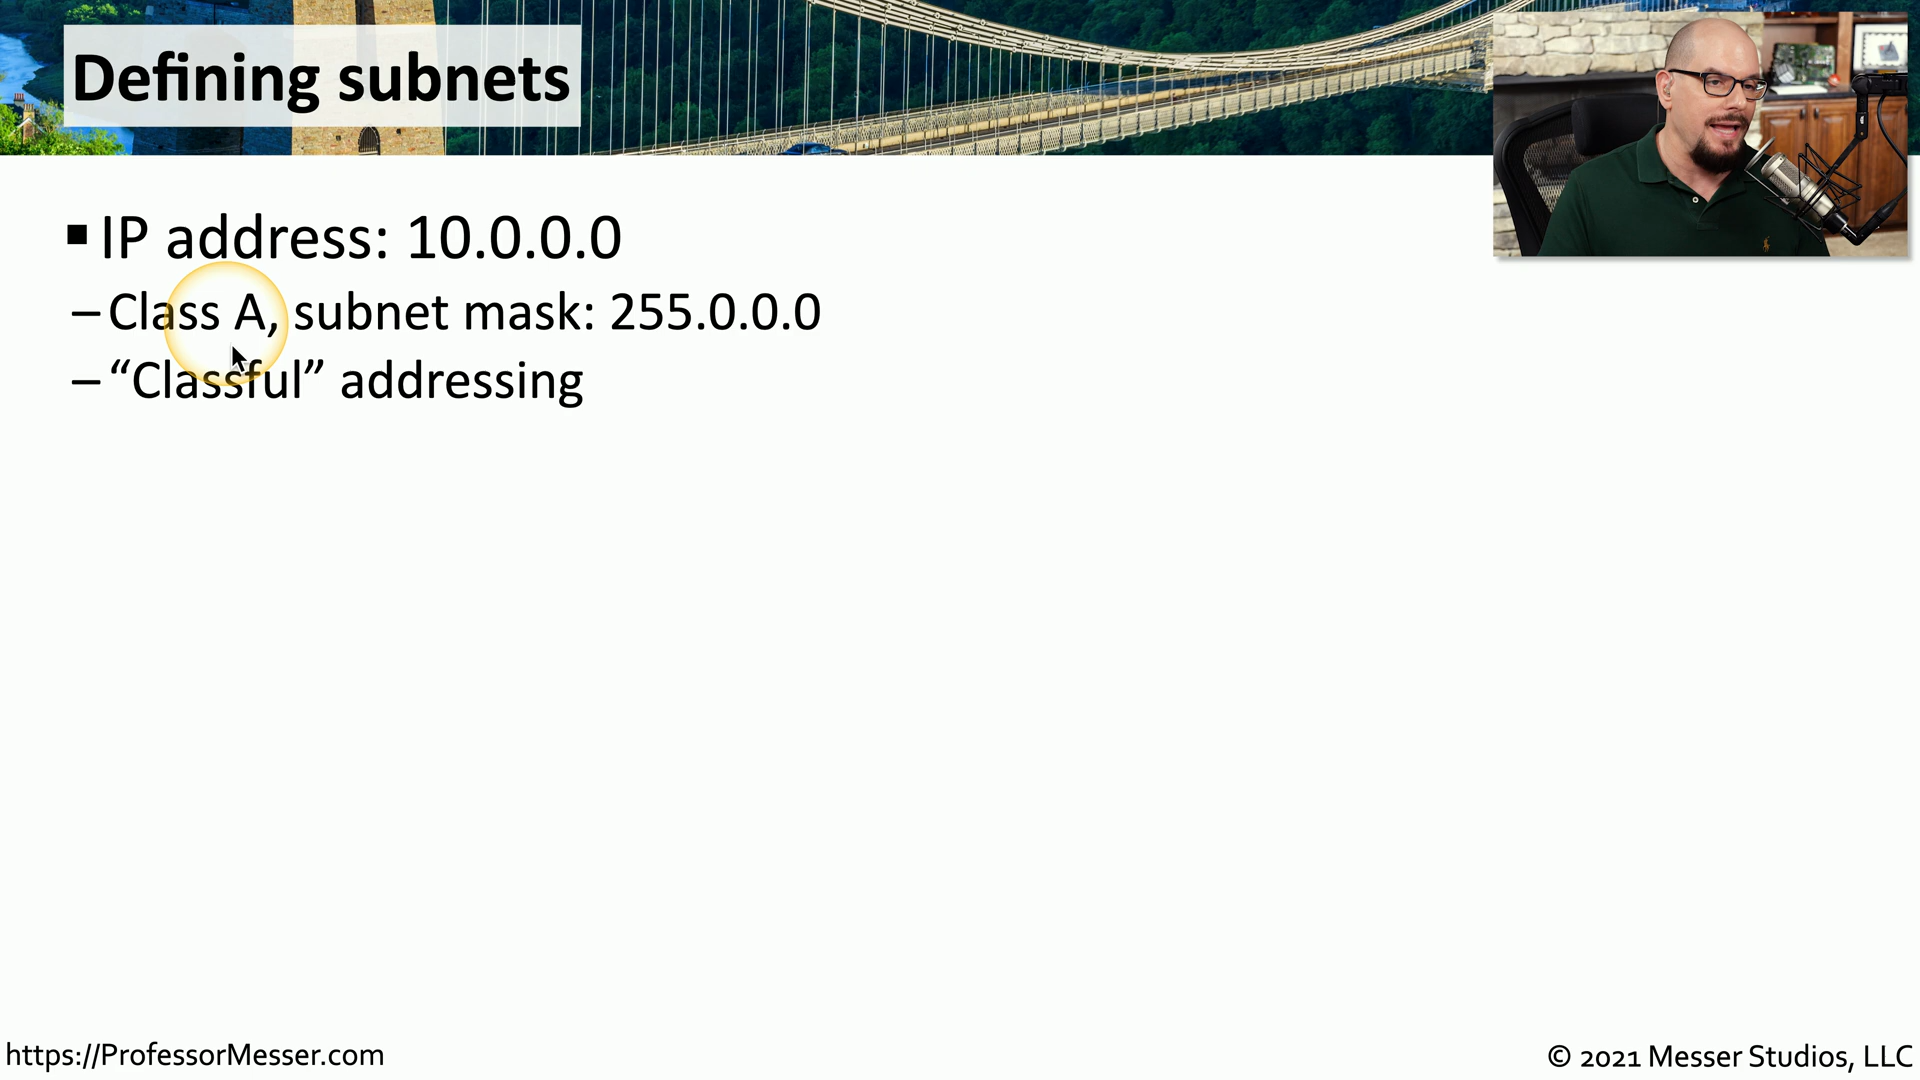 Defining subnets
▪ IP address: 10.0.0.0
– Class A, subnet mask: 255.0.0.0
– “Classful” addressing
https://ProfessorMesser.com
© 2021 Messer Studios, LLC